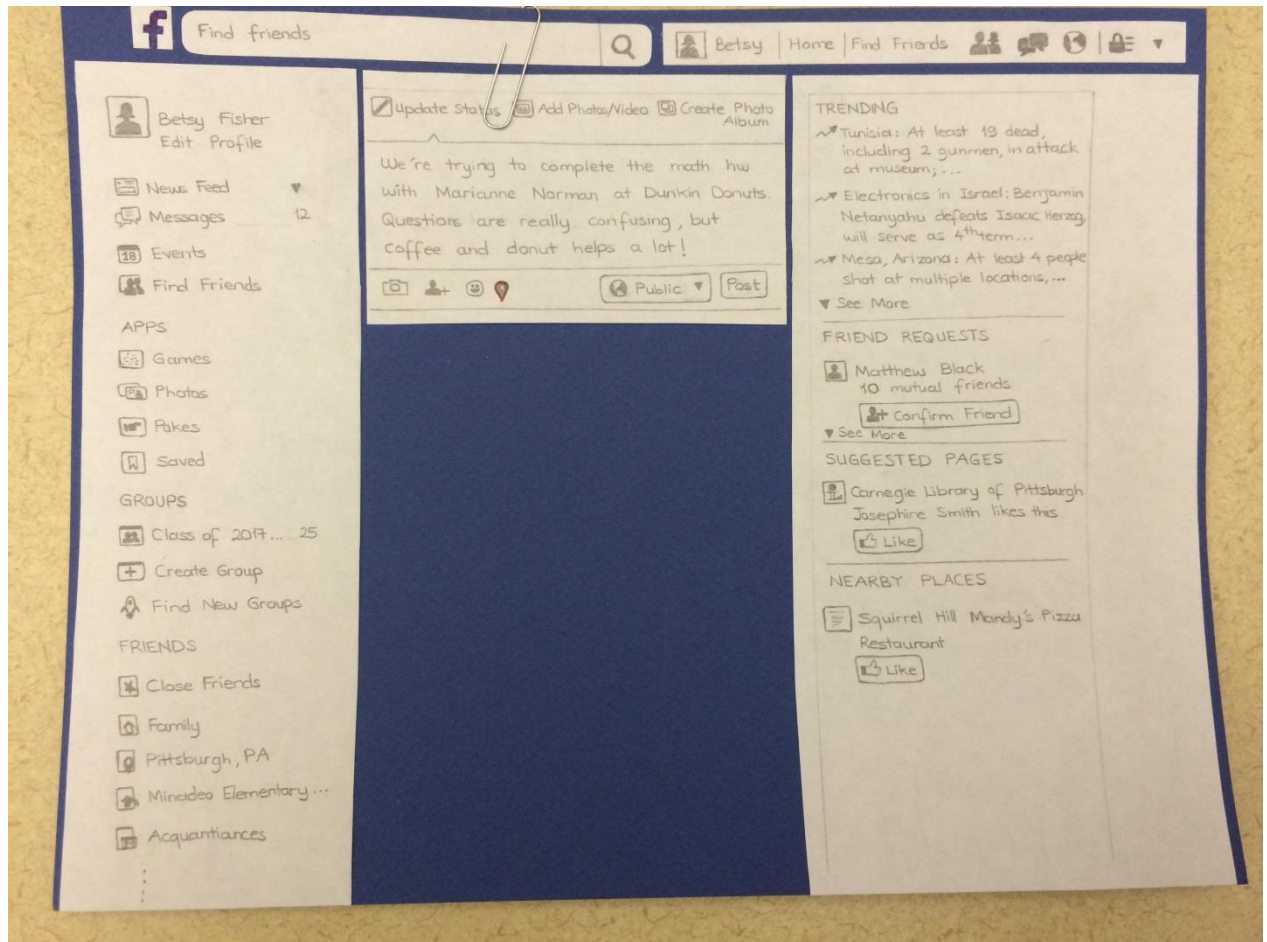 f
Find friends
Betsy Home Find Friends
Betsy Fisher
Edit Profile
News Feed
Messages 12
18 Events
Find Friends
APPS
Games
Photos
Pokes
Saved
GROUPS
Class of 2017... 25
Create Group
Find New Groups
FRIENDS
Close Friends
Family
Pittsburgh, PA
Minadeo Elementary...
Acquantiances
Update Status Add Photos/Video Create Photo
Album
We're trying to complete the math hw
with Marianne Norman at Dunkin Donuts.
Questions are really confusing, but
coffee and donut helps a lot!
Public Post
TRENDING
Tunisia: At least 19 dead,
including 2 gunmen, in attack
at museum; ...
Electronics in Israel: Benjamin
Netanyahu defeats Isaac Herzog,
will serve as 4th term...
Mesa, Arizona: At least 4 people
shot at multiple locations,...
See More
FRIEND REQUESTS
Matthew Black
10 mutual friends
Confirm Friend
See More
SUGGESTED PAGES
Carnegie Library of Pittsburgh
Josephine Smith likes this
Like
NEARBY PLACES
Squirrel Hill Mandy's Pizza
Restaurant
Like